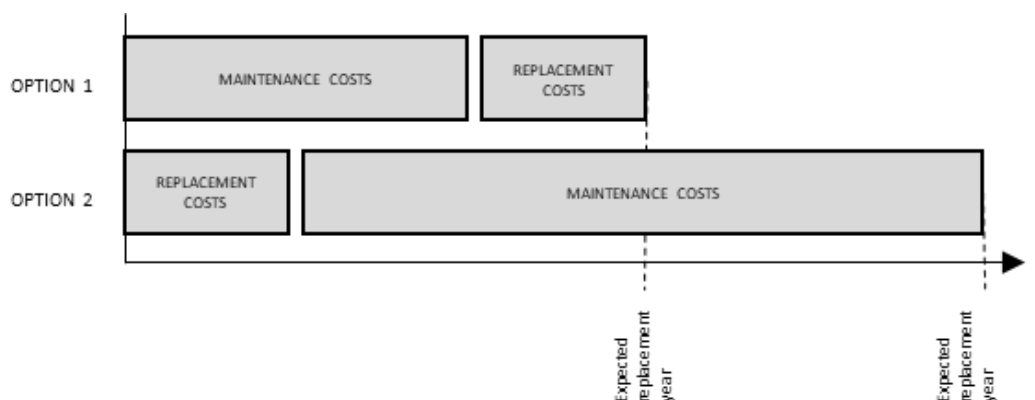 OPTION 1
MAINTENANCE COSTS
REPLACEMENT
COSTS
OPTION 2
REPLACEMENT
COSTS
MAINTENANCE COSTS
Expected
replacement
year
Expected
replacement
year